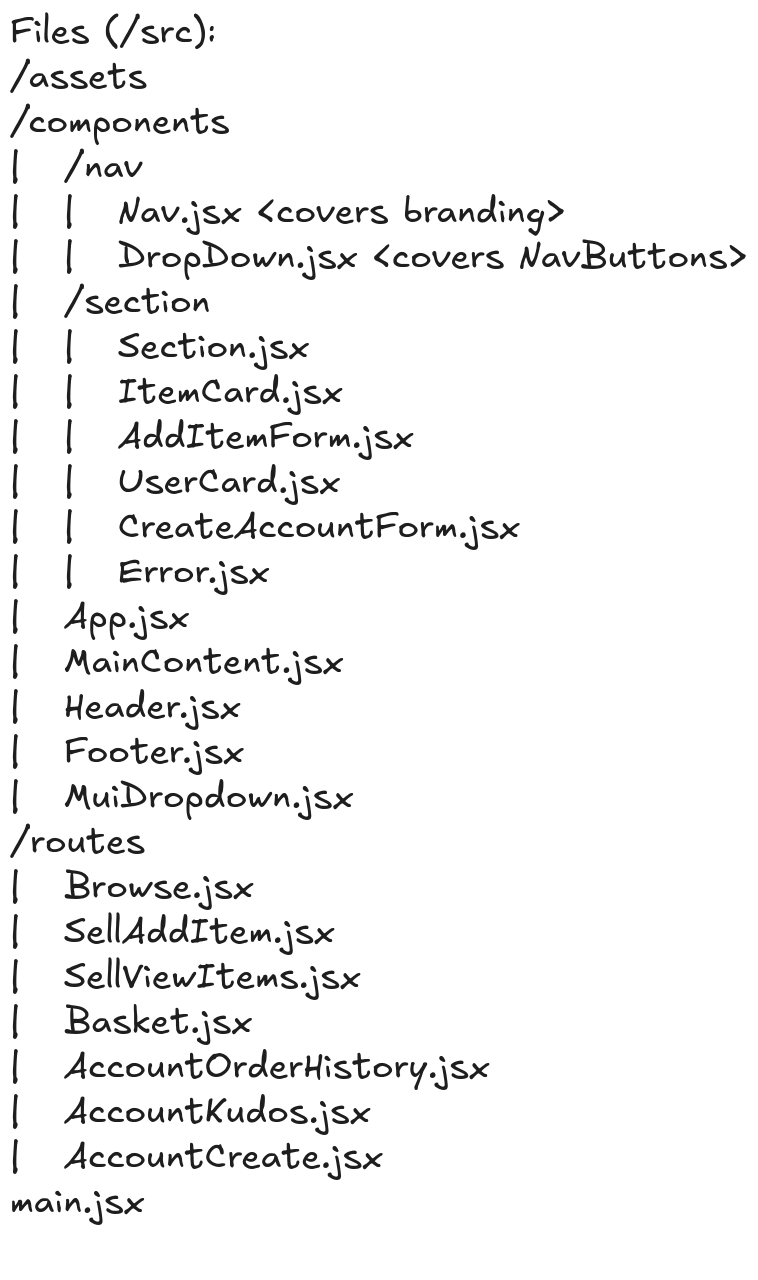 Files (/src):
/assets
/components
|    /nav
|    |    Nav.jsx <covers branding>
|    |    DropDown.jsx <covers NavButtons>
|    /section
|    |    Section.jsx
|    |    ItemCard.jsx
|    |    AddItemForm.jsx
|    |    UserCard.jsx
|    |    CreateAccountForm.jsx
|    |    Error.jsx
|    App.jsx
|    MainContent.jsx
|    Header.jsx
|    Footer.jsx
|    MuiDropdown.jsx
/routes
|    Browse.jsx
|    SellAddItem.jsx
|    SellViewItems.jsx
|    Basket.jsx
|    AccountOrderHistory.jsx
|    AccountKudos.jsx
|    AccountCreate.jsx
main.jsx